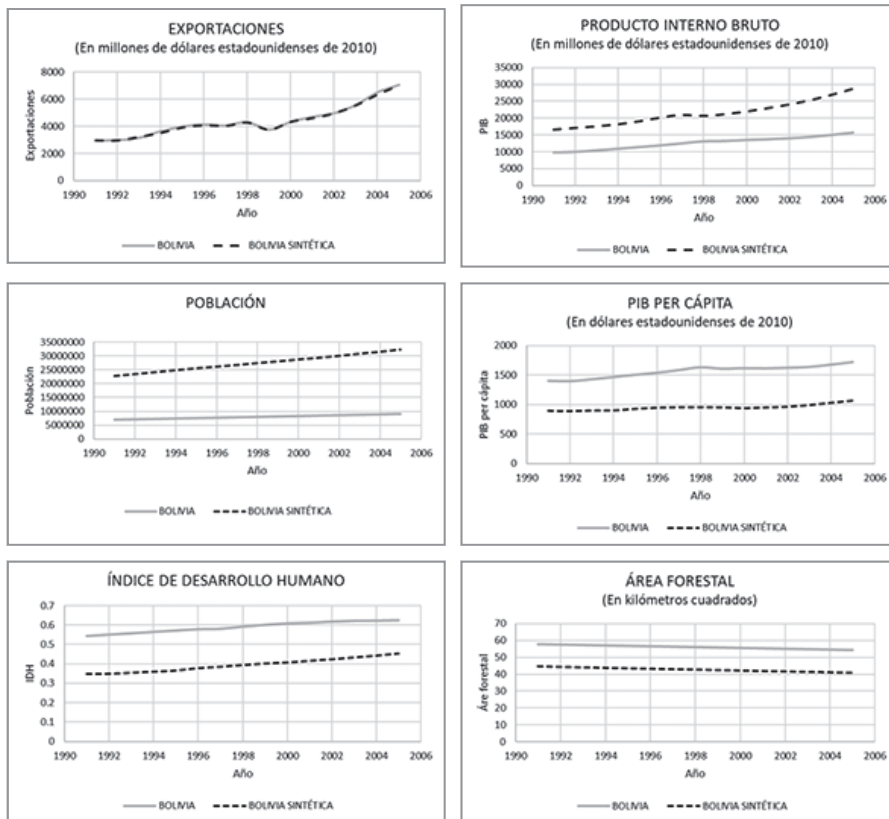 EXPORTACIONES
(En millones de dólares estadounidenses de 2010)
Exportaciones
8000
6000
4000
2000
0
1990 1992 1994 1996 1998 2000 2002 2004 2006
Año
BOLIVIA BOLIVIA SINTÉTICA
PRODUCTO INTERNO BRUTO
(En millones de dólares estadounidenses de 2010)
PIB
35000
30000
25000
20000
15000
10000
5000
0
1990 1992 1994 1996 1998 2000 2002 2004 2006
Año
BOLIVIA BOLIVIA SINTÉTICA
POBLACIÓN
Población
35000000
30000000
25000000
20000000
15000000
10000000
5000000
0
1990 1992 1994 1996 1998 2000 2002 2004 2006
Año
BOLIVIA BOLIVIA SINTÉTICA
PIB PER CÁPITA
(En dólares estadounidenses de 2010)
PIB per cápita
2000
1500
1000
500
0
1990 1992 1994 1996 1998 2000 2002 2004 2006
Año
BOLIVIA BOLIVIA SINTÉTICA
ÍNDICE DE DESARROLLO HUMANO
IDH
0.7
0.6
0.5
0.4
0.3
0.2
0.1
0
1990 1992 1994 1996 1998 2000 2002 2004 2006
Año
BOLIVIA BOLIVIA SINTÉTICA
ÁREA FORESTAL
(En kilómetros cuadrados)
Áre forestal
70
60
50
40
30
20
10
0
1990 1992 1994 1996 1998 2000 2002 2004 2006
Año
BOLIVIA BOLIVIA SINTÉTICA